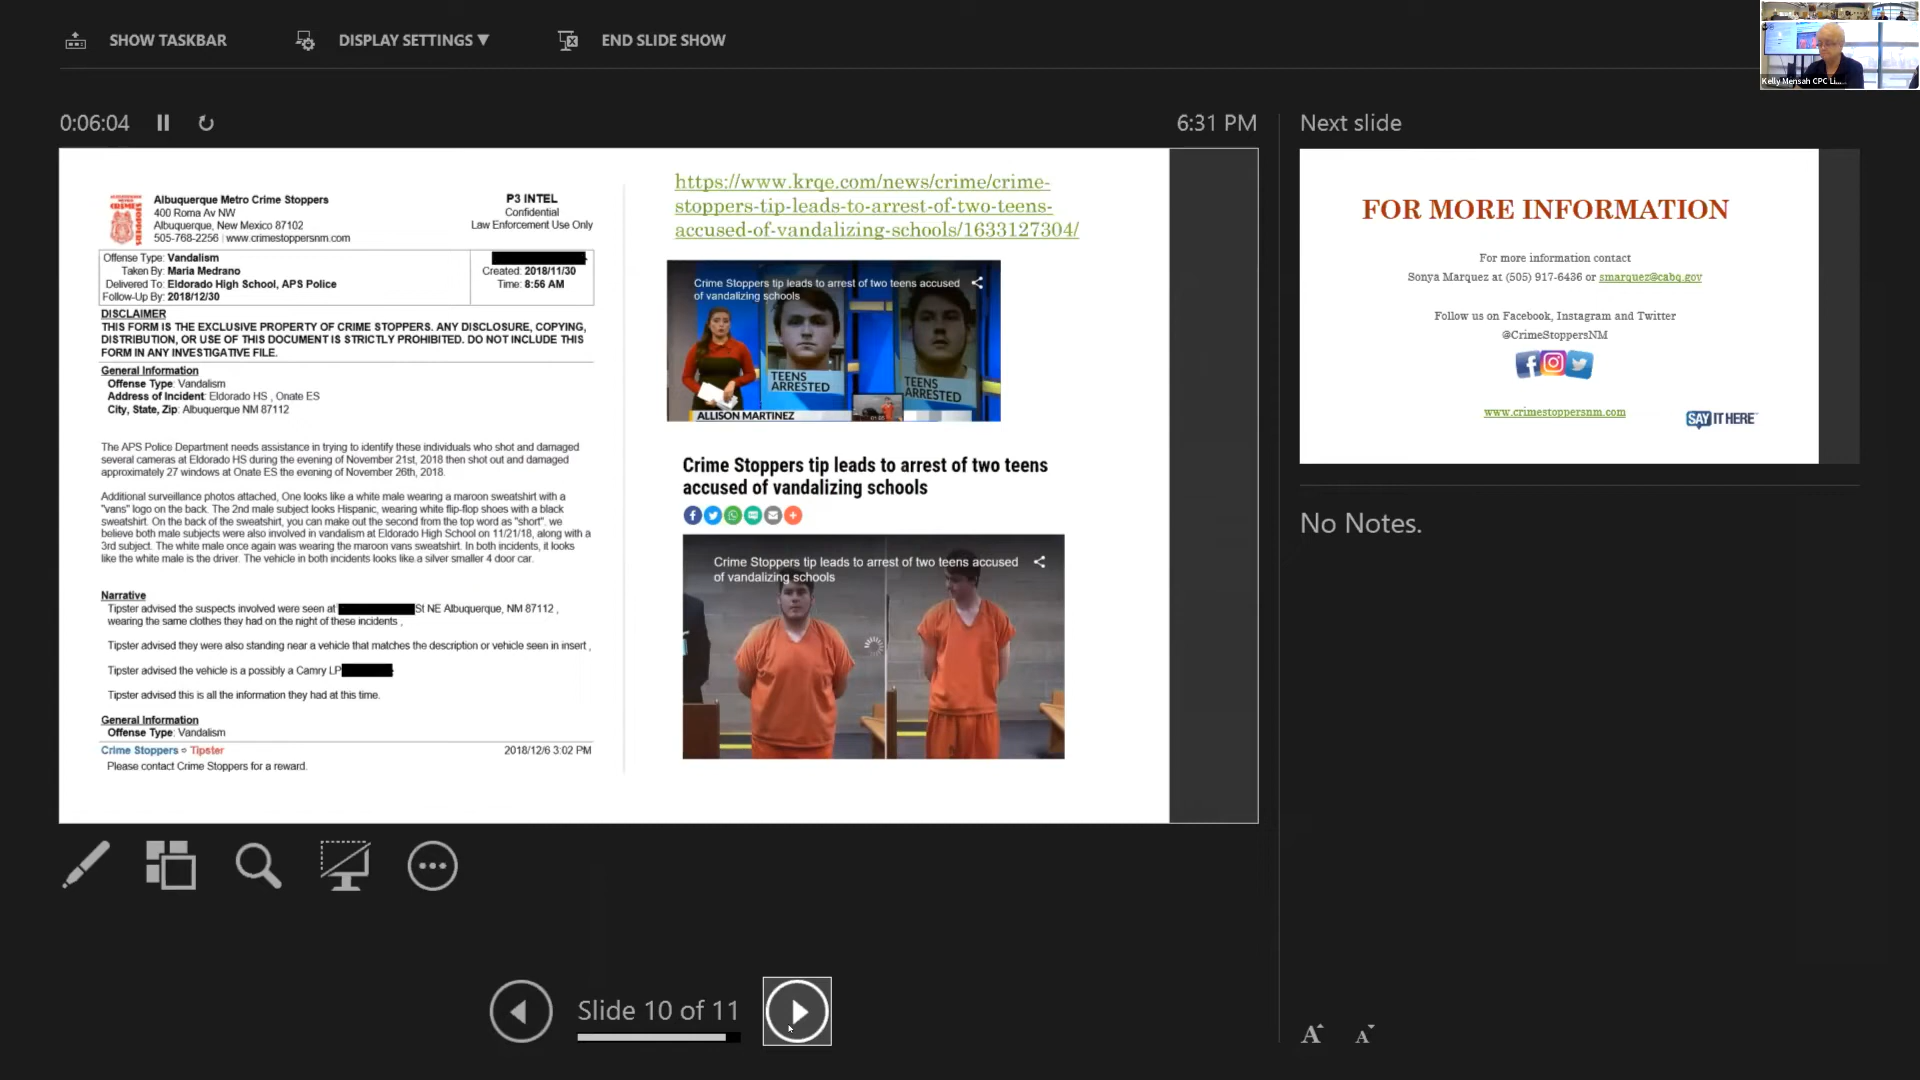 SHOW TASKBAR
DISPLAY SETTINGS ▼
END SLIDE SHOW
Kelly Mensah CPC Li...
0:06:04
6:31 PM
Next slide
Albuquerque Metro Crime Stoppers
400 Roma Av NW
Albuquerque, New Mexico 87102
505-768-2256 | www.crimestoppersnm.com
P3 INTEL
Confidential
Law Enforcement Use Only
Offense Type: Vandalism
Taken By: Maria Medrano
Delivered To: Eldorado High School, APS Police
Follow-Up By: 2018/12/30
Created: 2018/11/30
Time: 8:56 AM
DISCLAIMER
THIS FORM IS THE EXCLUSIVE PROPERTY OF CRIME STOPPERS. ANY DISCLOSURE, COPYING,
DISTRIBUTION, OR USE OF THIS DOCUMENT IS STRICTLY PROHIBITED. DO NOT INCLUDE THIS
FORM IN ANY INVESTIGATIVE FILE.
General Information
Offense Type: Vandalism
Address of Incident: Eldorado HS , Onate ES
City, State, Zip: Albuquerque NM 87112
The APS Police Department needs assistance in trying to identify these individuals who shot and damaged
several cameras at Eldorado HS during the evening of November 21st, 2018 then shot out and damaged
approximately 27 windows at Onate ES the evening of November 26th, 2018.
Additional surveillance photos attached, One looks like a white male wearing a maroon sweatshirt with a
"vans" logo on the back. The 2nd male subject looks Hispanic, wearing white flip-flop shoes with a black
sweatshirt. On the back of the sweatshirt, you can make out the second from the top word as "short". we
believe both male subjects were also involved in vandalism at Eldorado High School on 11/21/18, along with a
3rd subject. The white male once again was wearing the maroon vans sweatshirt. In both incidents, it looks
like the white male is the driver. The vehicle in both incidents looks like a silver smaller 4 door car.
Narrative
Tipster advised the suspects involved were seen at St NE Albuquerque, NM 87112 ,
wearing the same clothes they had on the night of these incidents ,
Tipster advised they were also standing near a vehicle that matches the description or vehicle seen in insert ,
Tipster advised the vehicle is a possibly a Camry LP
Tipster advised this is all the information they had at this time.
General Information
Offense Type: Vandalism
Crime Stoppers Tipster
2018/12/6 3:02 PM
Please contact Crime Stoppers for a reward.
https://www.krqe.com/news/crime/crime-
stoppers-tip-leads-to-arrest-of-two-teens-
accused-of-vandalizing-schools/1633127304/
Crime Stoppers tip leads to arrest of two teens accused
of vandalizing schools
TEENS
ARRESTED
TEENS
ARRESTED
ALLISON MARTINEZ
Crime Stoppers tip leads to arrest of two teens
accused of vandalizing schools
Crime Stoppers tip leads to arrest of two teens accused
of vandalizing schools
FOR MORE INFORMATION
For more information contact
Sonya Marquez at (505) 917-6436 or smarquez@cabq.gov
Follow us on Facebook, Instagram and Twitter
@CrimeStoppersNM
www.crimestoppersnm.com
SAY IT HERE
No Notes.
Slide 10 of 11
A A